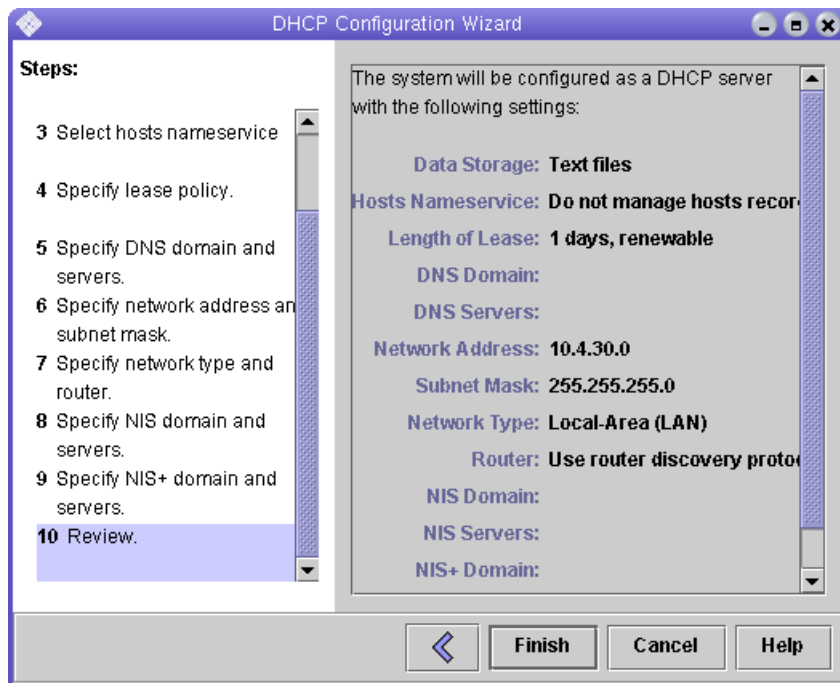 DHCP Configuration Wizard
Steps:
3 Select hosts nameservice
4 Specify lease policy.
5 Specify DNS domain and
servers.
6 Specify network address an
subnet mask.
7 Specify network type and
router.
8 Specify NIS domain and
servers.
9 Specify NIS+ domain and
servers.
10 Review.
The system will be configured as a DHCP server
with the following settings:
Data Storage: Text files
Hosts Nameservice: Do not manage hosts recor
Length of Lease: 1 days, renewable
DNS Domain:
DNS Servers:
Network Address: 10.4.30.0
Subnet Mask: 255.255.255.0
Network Type: Local-Area (LAN)
Router: Use router discovery proto
NIS Domain:
NIS Servers:
NIS+ Domain:
Finish Cancel Help